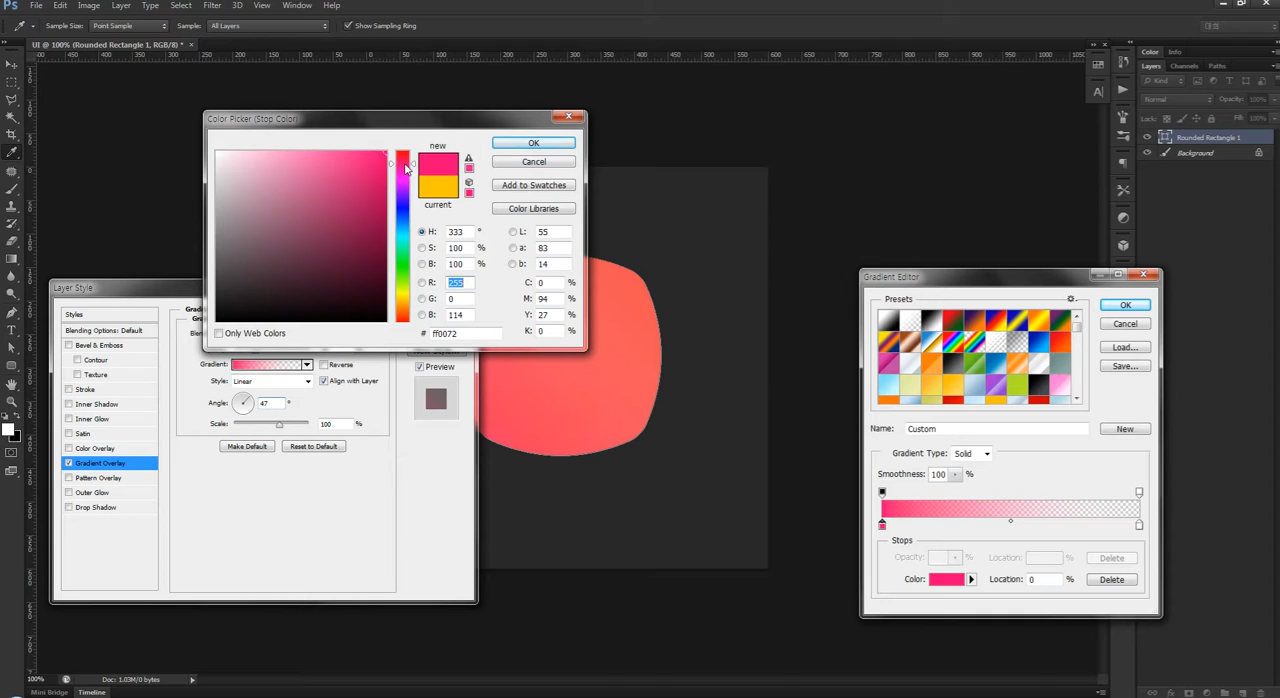 Ps File Edit Image Layer Type Select Filter 3D View Window Help
Sample Size: Point Sample Sample: All Layers Show Sampling Ring
UI @ 100% (Rounded Rectangle 1, RGB/8) * ×
Color Info
Layers Channels Paths
Kind
Normal Opacity: 100%
Lock: Fill: 100%
Rounded Rectangle 1
Background
Color Picker (Stop Color)
new
current
OK
Cancel
Add to Swatches
Color Libraries
H: 333 °
S: 100 %
B: 100 %
R: 255
G: 0
B: 114
L: 55
a: 83
b: 14
C: 0 %
M: 94 %
Y: 27 %
K: 0 %
# ff0072
Only Web Colors
Layer Style
Styles
Blending Options: Default
Bevel & Emboss
Contour
Texture
Stroke
Inner Shadow
Inner Glow
Satin
Color Overlay
Gradient Overlay
Pattern Overlay
Outer Glow
Drop Shadow
Gradient: Reverse
Style: Linear Align with Layer
Angle: 47 °
Scale: 100 %
Make Default Reset to Default
Preview
Gradient Editor
Presets
OK
Cancel
Load...
Save...
Name: Custom New
Gradient Type: Solid
Smoothness: 100 %
Stops
Opacity: % Location: % Delete
Color: Location: 0 % Delete
100% Doc: 1.03M/0 bytes
Mini Bridge Timeline